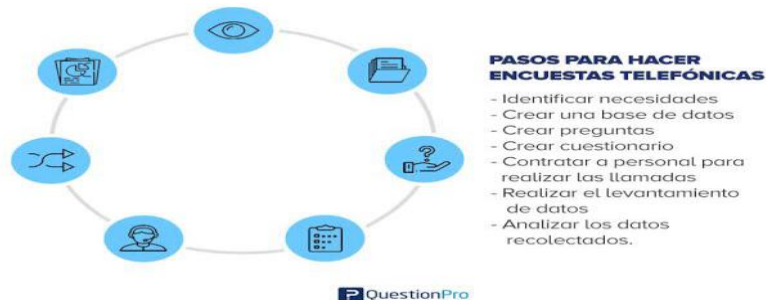 PASOS PARA HACER
ENCUESTAS TELEFÓNICAS
- Identificar necesidades
- Crear una base de datos
- Crear preguntas
- Crear cuestionario
- Contratar a personal para
realizar las llamadas
- Realizar el levantamiento
de datos
- Analizar los datos
recolectados.
?
QuestionPro